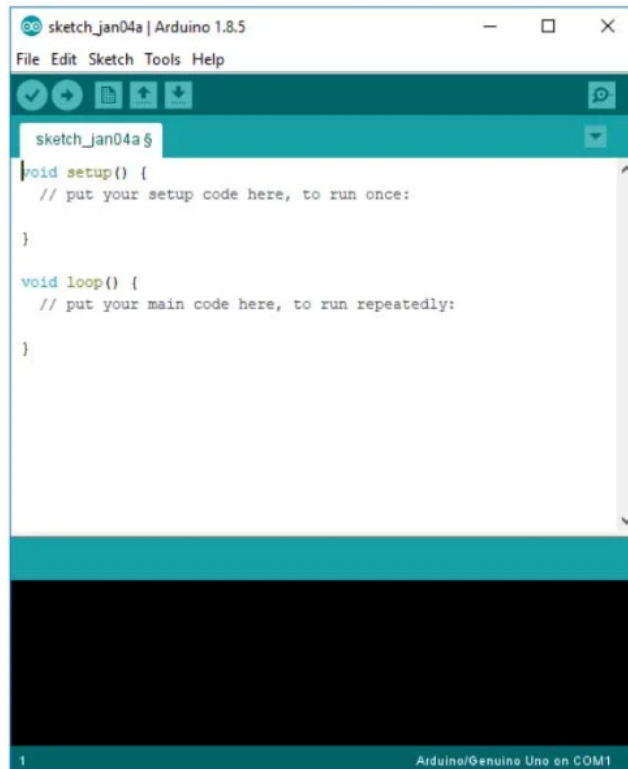 sketch_jan04a | Arduino 1.8.5
File Edit Sketch Tools Help
sketch_jan04a §
void setup() {
  // put your setup code here, to run once:
}
void loop() {
  // put your main code here, to run repeatedly:
}
1 Arduino/Genuino Uno on COM1